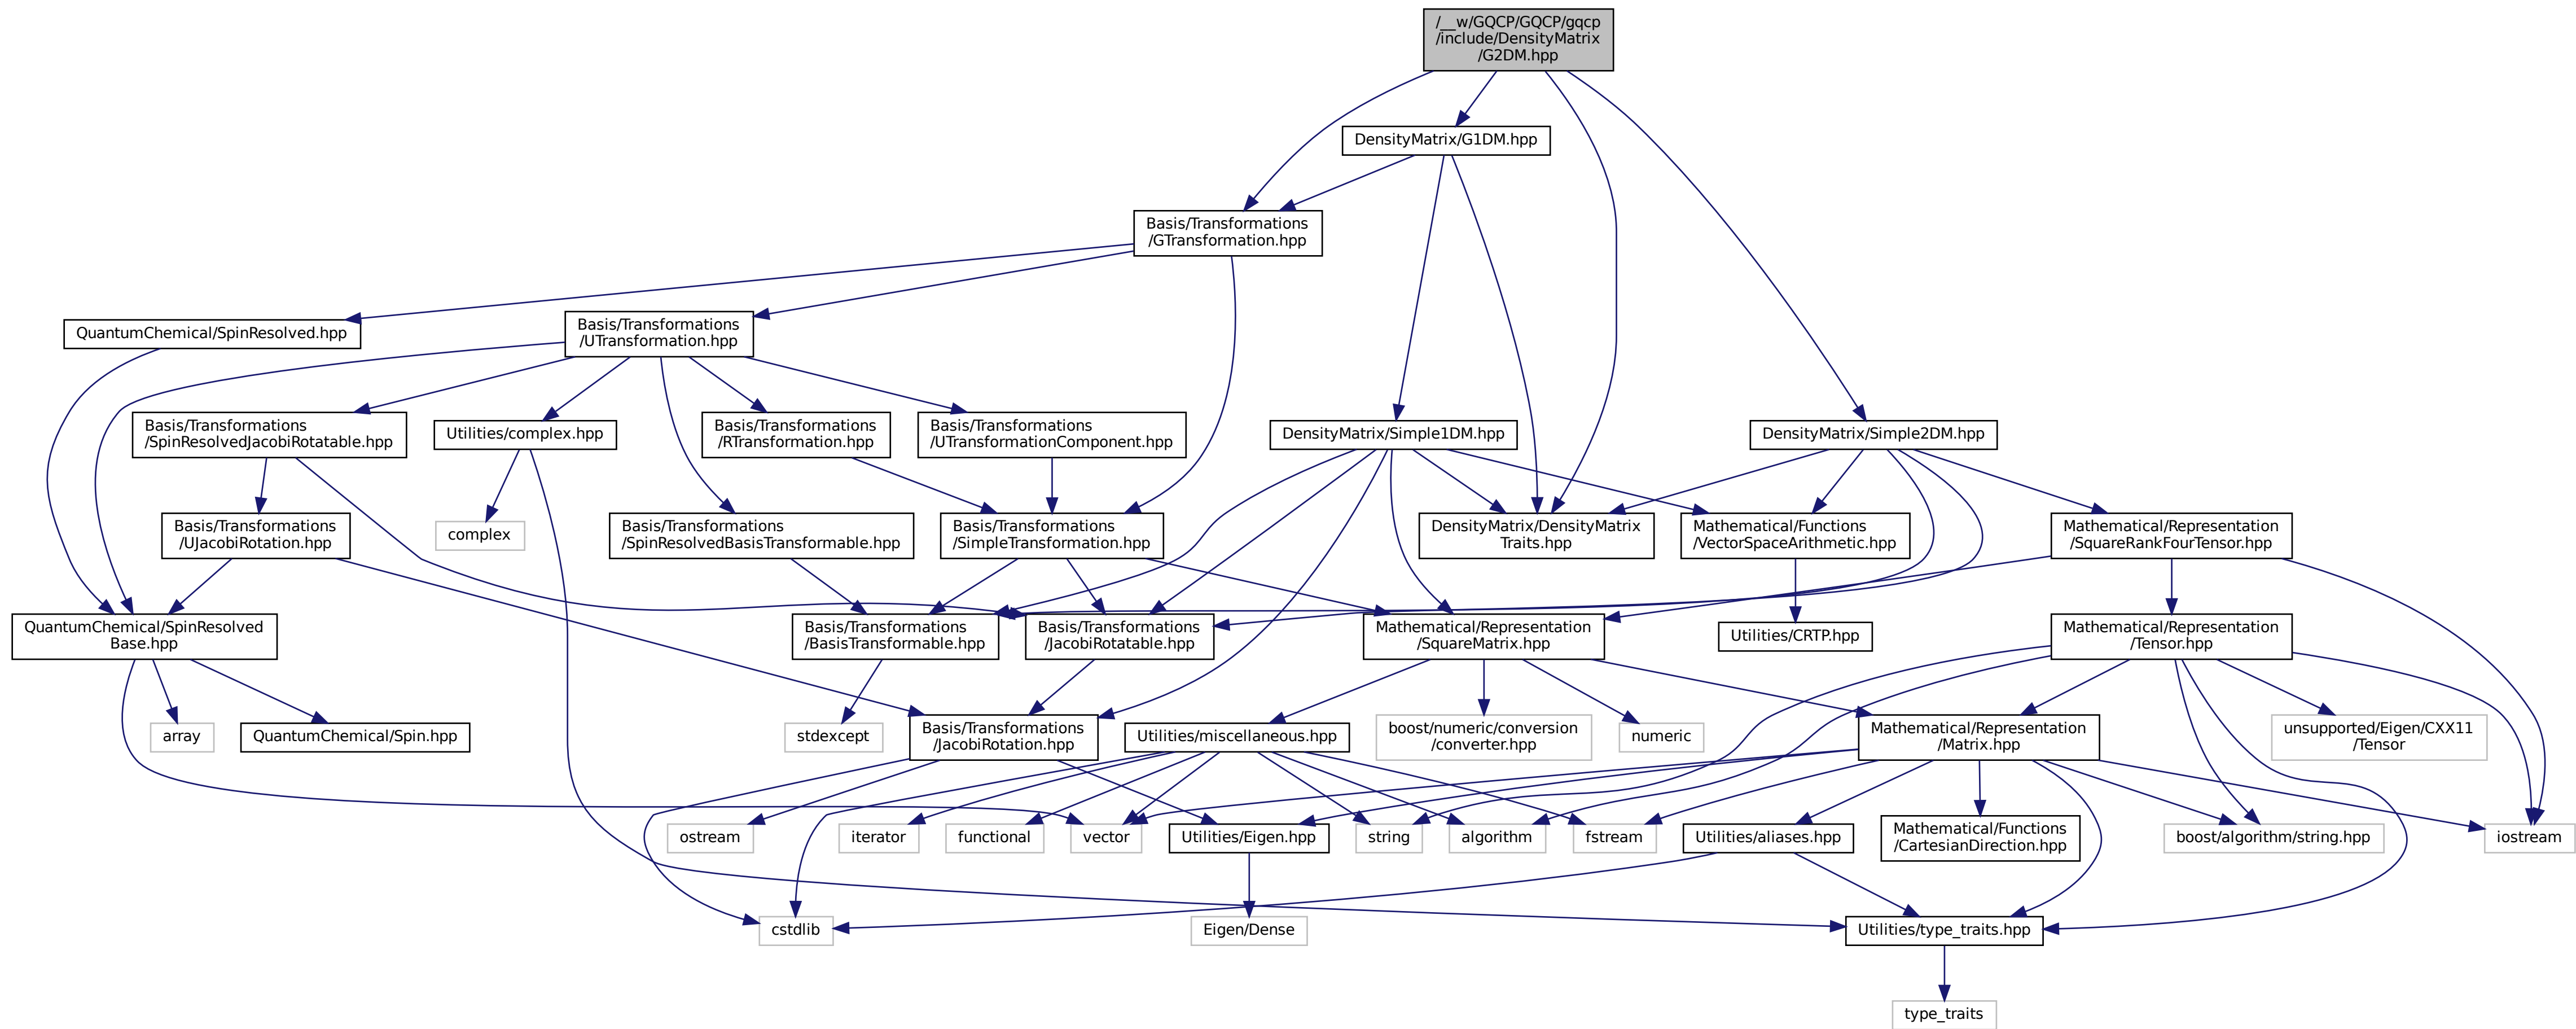 /__w/GQCP/GQCP/gqcp
/include/DensityMatrix
/G2DM.hpp
DensityMatrix/G1DM.hpp
Basis/Transformations
/GTransformation.hpp
QuantumChemical/SpinResolved.hpp
Basis/Transformations
/UTransformation.hpp
Basis/Transformations
/SpinResolvedJacobiRotatable.hpp
Utilities/complex.hpp
Basis/Transformations
/RTransformation.hpp
Basis/Transformations
/UTransformationComponent.hpp
DensityMatrix/Simple1DM.hpp
DensityMatrix/Simple2DM.hpp
Basis/Transformations
/UJacobiRotation.hpp
complex
Basis/Transformations
/SpinResolvedBasisTransformable.hpp
Basis/Transformations
/SimpleTransformation.hpp
DensityMatrix/DensityMatrix
Traits.hpp
Mathematical/Functions
/VectorSpaceArithmetic.hpp
Mathematical/Representation
/SquareRankFourTensor.hpp
QuantumChemical/SpinResolved
Base.hpp
Basis/Transformations
/BasisTransformable.hpp
Basis/Transformations
/JacobiRotatable.hpp
Mathematical/Representation
/SquareMatrix.hpp
Utilities/CRTP.hpp
Mathematical/Representation
/Tensor.hpp
array
QuantumChemical/Spin.hpp
stdexcept
Basis/Transformations
/JacobiRotation.hpp
Utilities/miscellaneous.hpp
boost/numeric/conversion
/converter.hpp
numeric
Mathematical/Representation
/Matrix.hpp
unsupported/Eigen/CXX11
/Tensor
ostream
iterator
functional
vector
Utilities/Eigen.hpp
string
algorithm
fstream
Utilities/aliases.hpp
Mathematical/Functions
/CartesianDirection.hpp
boost/algorithm/string.hpp
iostream
cstdlib
Eigen/Dense
Utilities/type_traits.hpp
type_traits